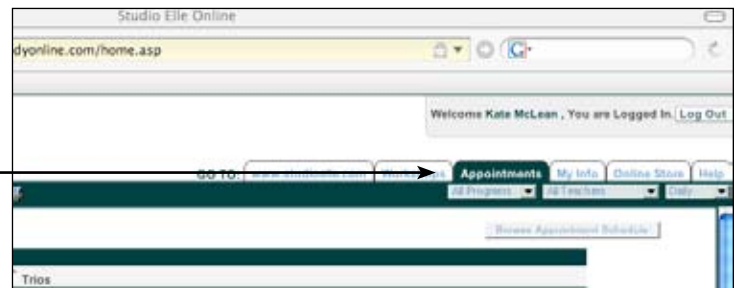 Studio Elle Online
dyonline.com/home.asp
G
Welcome Kate McLean , You are Logged In. Log Out
GO TO: Appointments My Info Online Store Help
All Programs All Teachers Daily
Browse Appointment Schedule
Trios